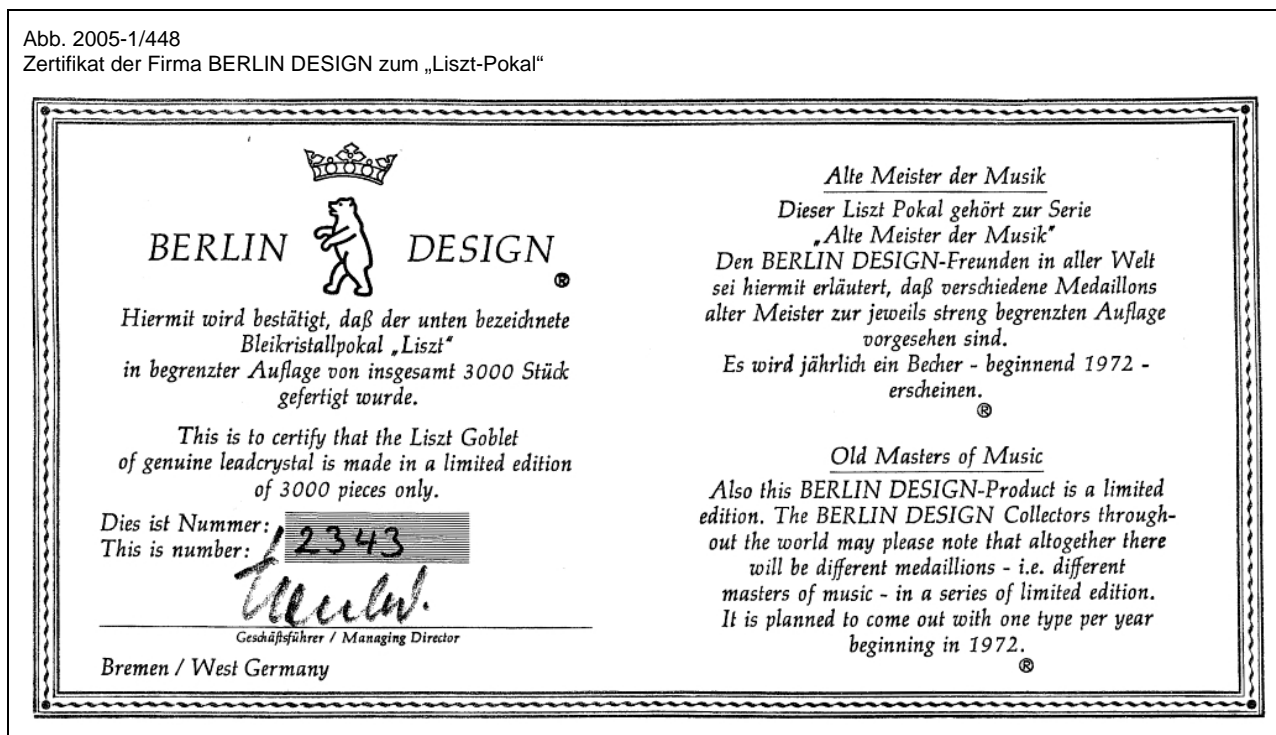 Abb. 2005-1/448
Zertifikat der Firma BERLIN DESIGN zum „Liszt-Pokal“
BERLIN DESIGN
®
Hiermit wird bestätigt, daß der unten bezeichnete
Bleikristallpokal „Liszt“
in begrenzter Auflage von insgesamt 3000 Stück
gefertigt wurde.
This is to certify that the Liszt Goblet
of genuine leadcrystal is made in a limited edition
of 3000 pieces only.
Dies ist Nummer:
This is number: 2343
Geschäftsführer / Managing Director
Bremen / West Germany
Alte Meister der Musik
Dieser Liszt Pokal gehört zur Serie
„Alte Meister der Musik“
Den BERLIN DESIGN-Freunden in aller Welt
sei hiermit erläutert, daß verschiedene Medaillons
alter Meister zur jeweils streng begrenzten Auflage
vorgesehen sind.
Es wird jährlich ein Becher - beginnend 1972 -
erscheinen.
®
Old Masters of Music
Also this BERLIN DESIGN-Product is a limited
edition. The BERLIN DESIGN Collectors through-
out the world may please note that altogether there
will be different medaillions - i.e. different
masters of music - in a series of limited edition.
It is planned to come out with one type per year
beginning in 1972.
®